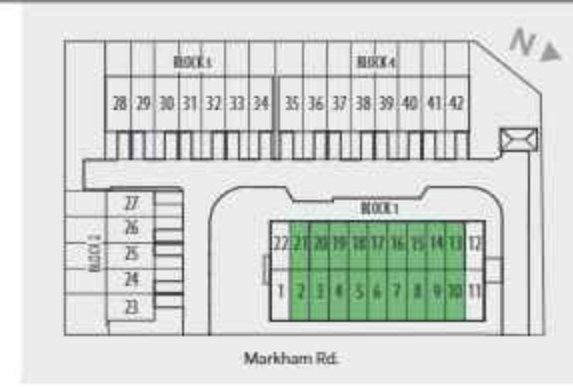 N
BLOCK 3 BLOCK 4
28 29 30 31 32 33 34 35 36 37 38 39 40 41 42
BLOCK 1
BLOCK 2
27
26
25
24
23
22 21 20 19 18 17 16 15 14 13 12
1 2 3 4 5 6 7 8 9 10 11
Markham Rd.